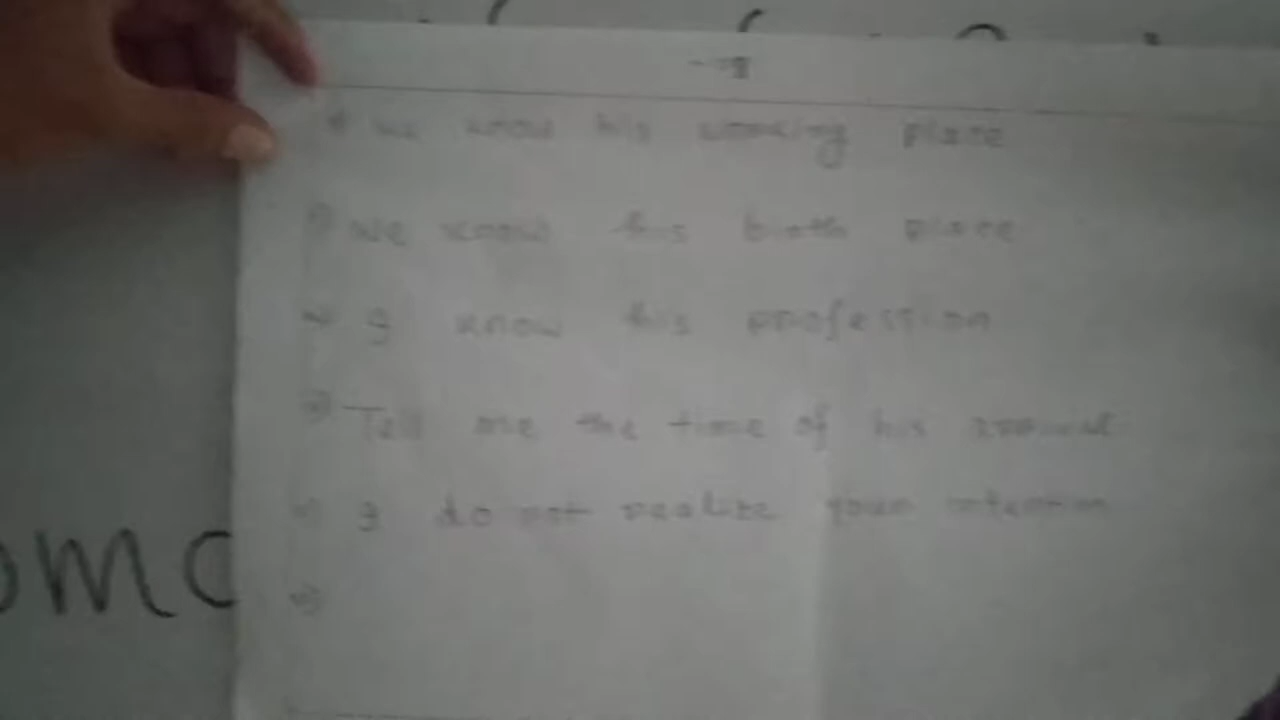 we know his working place
we know his birth place
I know his profession
Tell me the time of his arrival
I do not realize your intention